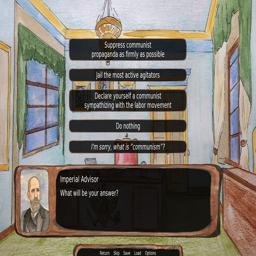 Suppress communist
propaganda as firmly as possible
Jail the most active agitators
Declare yourself a communist
sympathizing with the labor movement
Do nothing
I'm sorry, what is "communism"?
Imperial Advisor
What will be your answer?
Return Skip Save Load Options